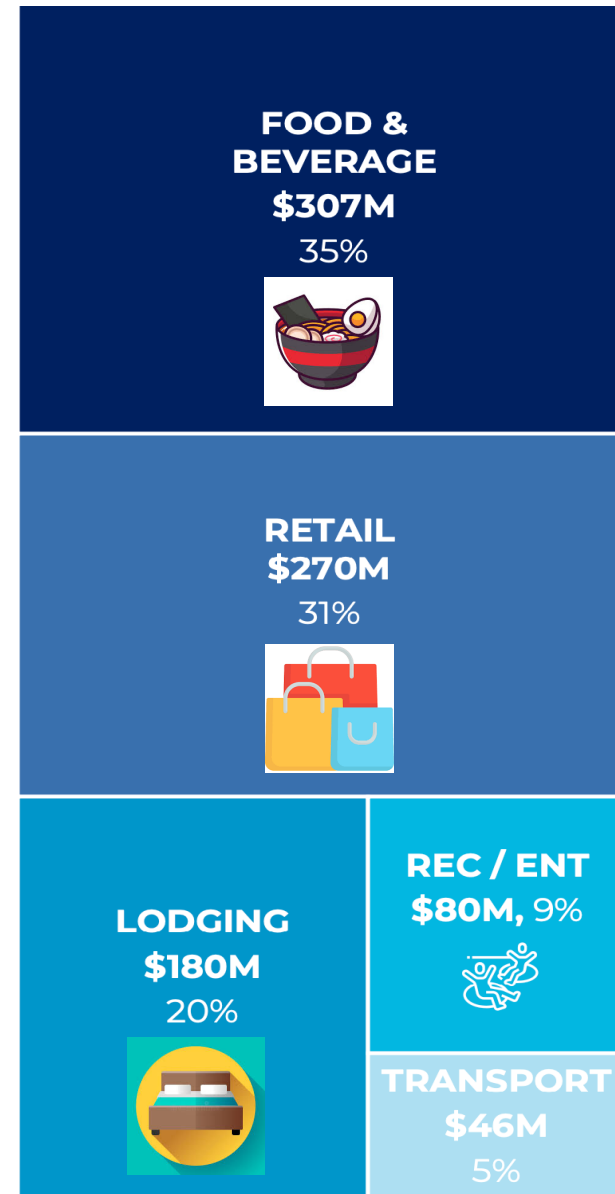 FOOD &
BEVERAGE
$307M
35%
RETAIL
$270M
31%
LODGING
$180M
20%
REC / ENT
$80M, 9%
TRANSPORT
$46M
5%